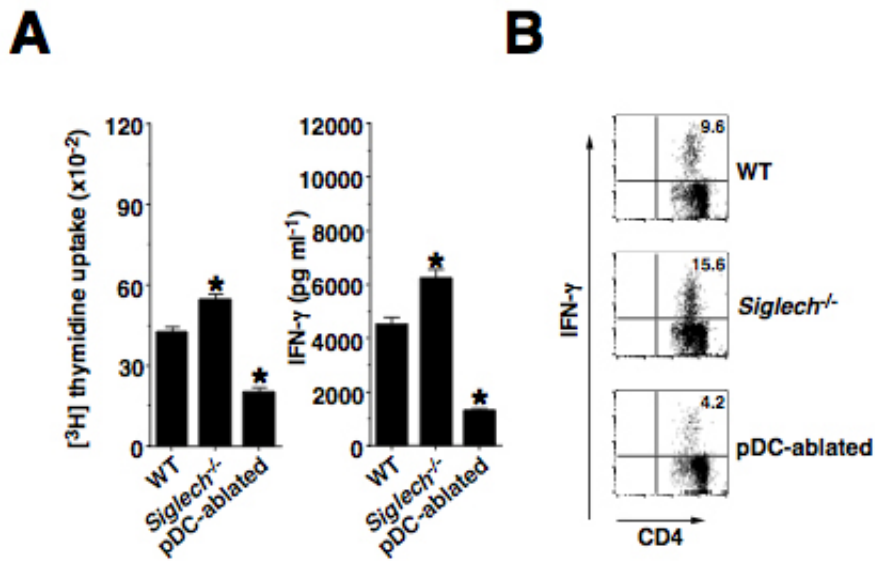 A
B
[³H] thymidine uptake (x10⁻²)
120
90
60
30
0
*
*
WT
Siglech⁻/⁻
pDC-ablated
IFN-γ (pg ml⁻¹)
12000
10000
8000
6000
4000
2000
0
*
*
WT
Siglech⁻/⁻
pDC-ablated
IFN-γ
9.6
WT
15.6
Siglech⁻/⁻
4.2
pDC-ablated
CD4